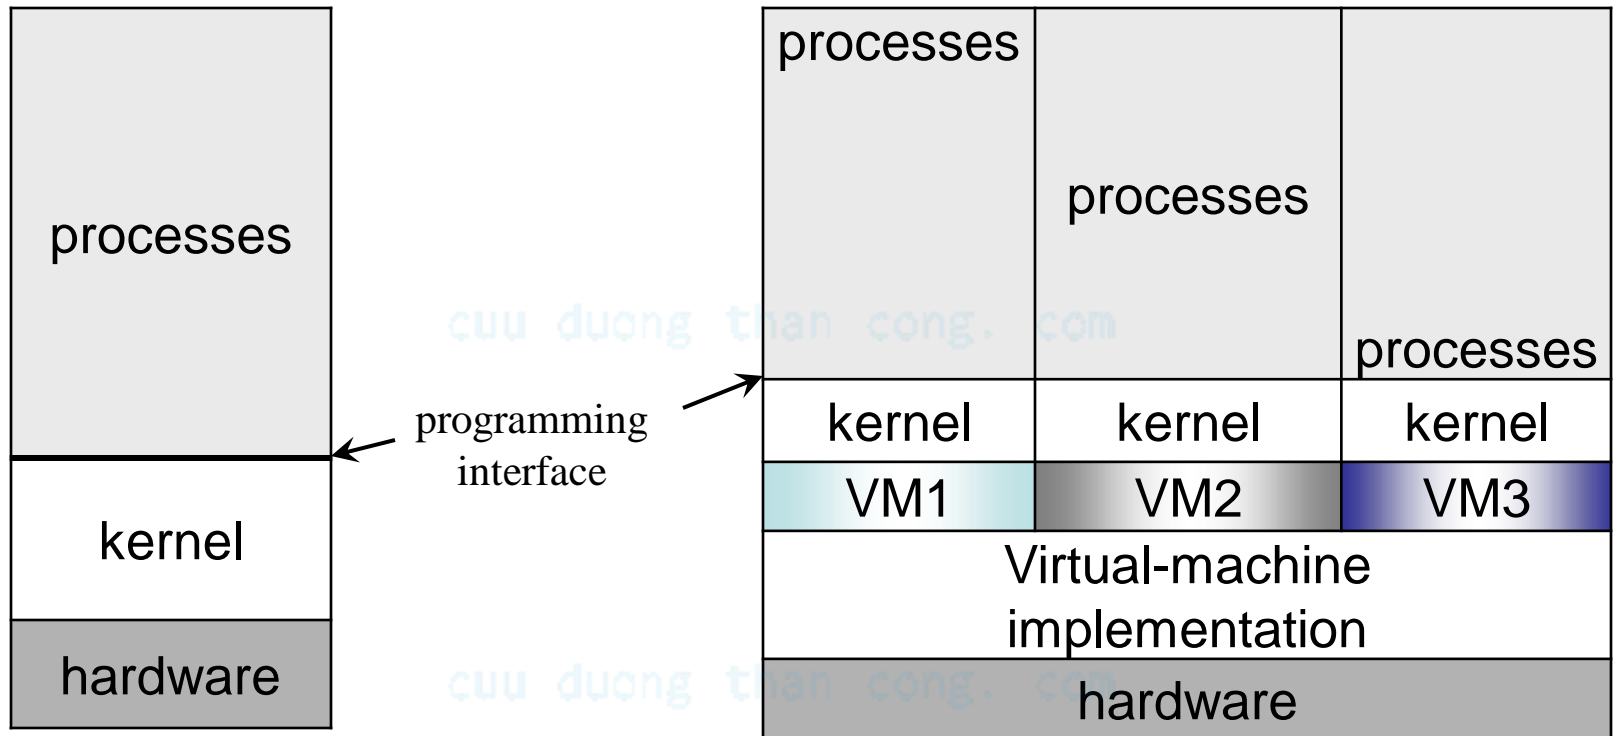 processes
kernel
hardware
programming
interface
processes
processes
processes
kernel
kernel
kernel
VM1
VM2
VM3
Virtual-machine
implementation
hardware
cuu duong than cong. com
cuu duong than cong. com